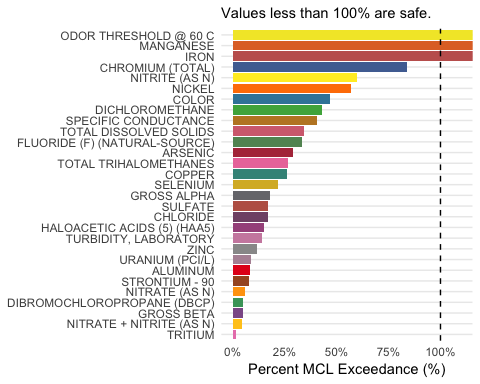 Values less than 100% are safe.
ODOR THRESHOLD @ 60 C
MANGANESE
IRON
CHROMIUM (TOTAL)
NITRITE (AS N)
NICKEL
COLOR
DICHLOROMETHANE
SPECIFIC CONDUCTANCE
TOTAL DISSOLVED SOLIDS
FLUORIDE (F) (NATURAL-SOURCE)
ARSENIC
TOTAL TRIHALOMETHANES
COPPER
SELENIUM
GROSS ALPHA
SULFATE
CHLORIDE
HALOACETIC ACIDS (5) (HAA5)
TURBIDITY, LABORATORY
ZINC
URANIUM (PCI/L)
ALUMINUM
STRONTIUM - 90
NITRATE (AS N)
DIBROMOCHLOROPROPANE (DBCP)
GROSS BETA
NITRATE + NITRITE (AS N)
TRITIUM
0% 25% 50% 75% 100%
Percent MCL Exceedance (%)